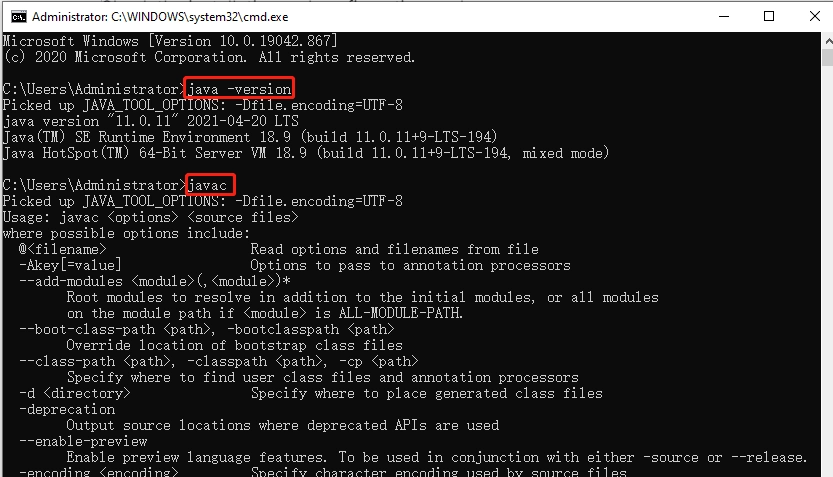 Administrator: C:\WINDOWS\system32\cmd.exe
Microsoft Windows [Version 10.0.19042.867]
(c) 2020 Microsoft Corporation. All rights reserved.
C:\Users\Administrator>java -version
Picked up JAVA_TOOL_OPTIONS: -Dfile.encoding=UTF-8
java version "11.0.11" 2021-04-20 LTS
Java(TM) SE Runtime Environment 18.9 (build 11.0.11+9-LTS-194)
Java HotSpot(TM) 64-Bit Server VM 18.9 (build 11.0.11+9-LTS-194, mixed mode)
C:\Users\Administrator>javac
Picked up JAVA_TOOL_OPTIONS: -Dfile.encoding=UTF-8
Usage: javac <options> <source files>
where possible options include:
@<filename> Read options and filenames from file
-Akey[=value] Options to pass to annotation processors
--add-modules <module>(,<module>)*
Root modules to resolve in addition to the initial modules, or all modules
on the module path if <module> is ALL-MODULE-PATH.
--boot-class-path <path>, -bootclasspath <path>
Override location of bootstrap class files
--class-path <path>, -classpath <path>, -cp <path>
Specify where to find user class files and annotation processors
-d <directory> Specify where to place generated class files
-deprecation
Output source locations where deprecated APIs are used
--enable-preview
Enable preview language features. To be used in conjunction with either -source or --release.
-encoding <encoding> Specify character encoding used by source files